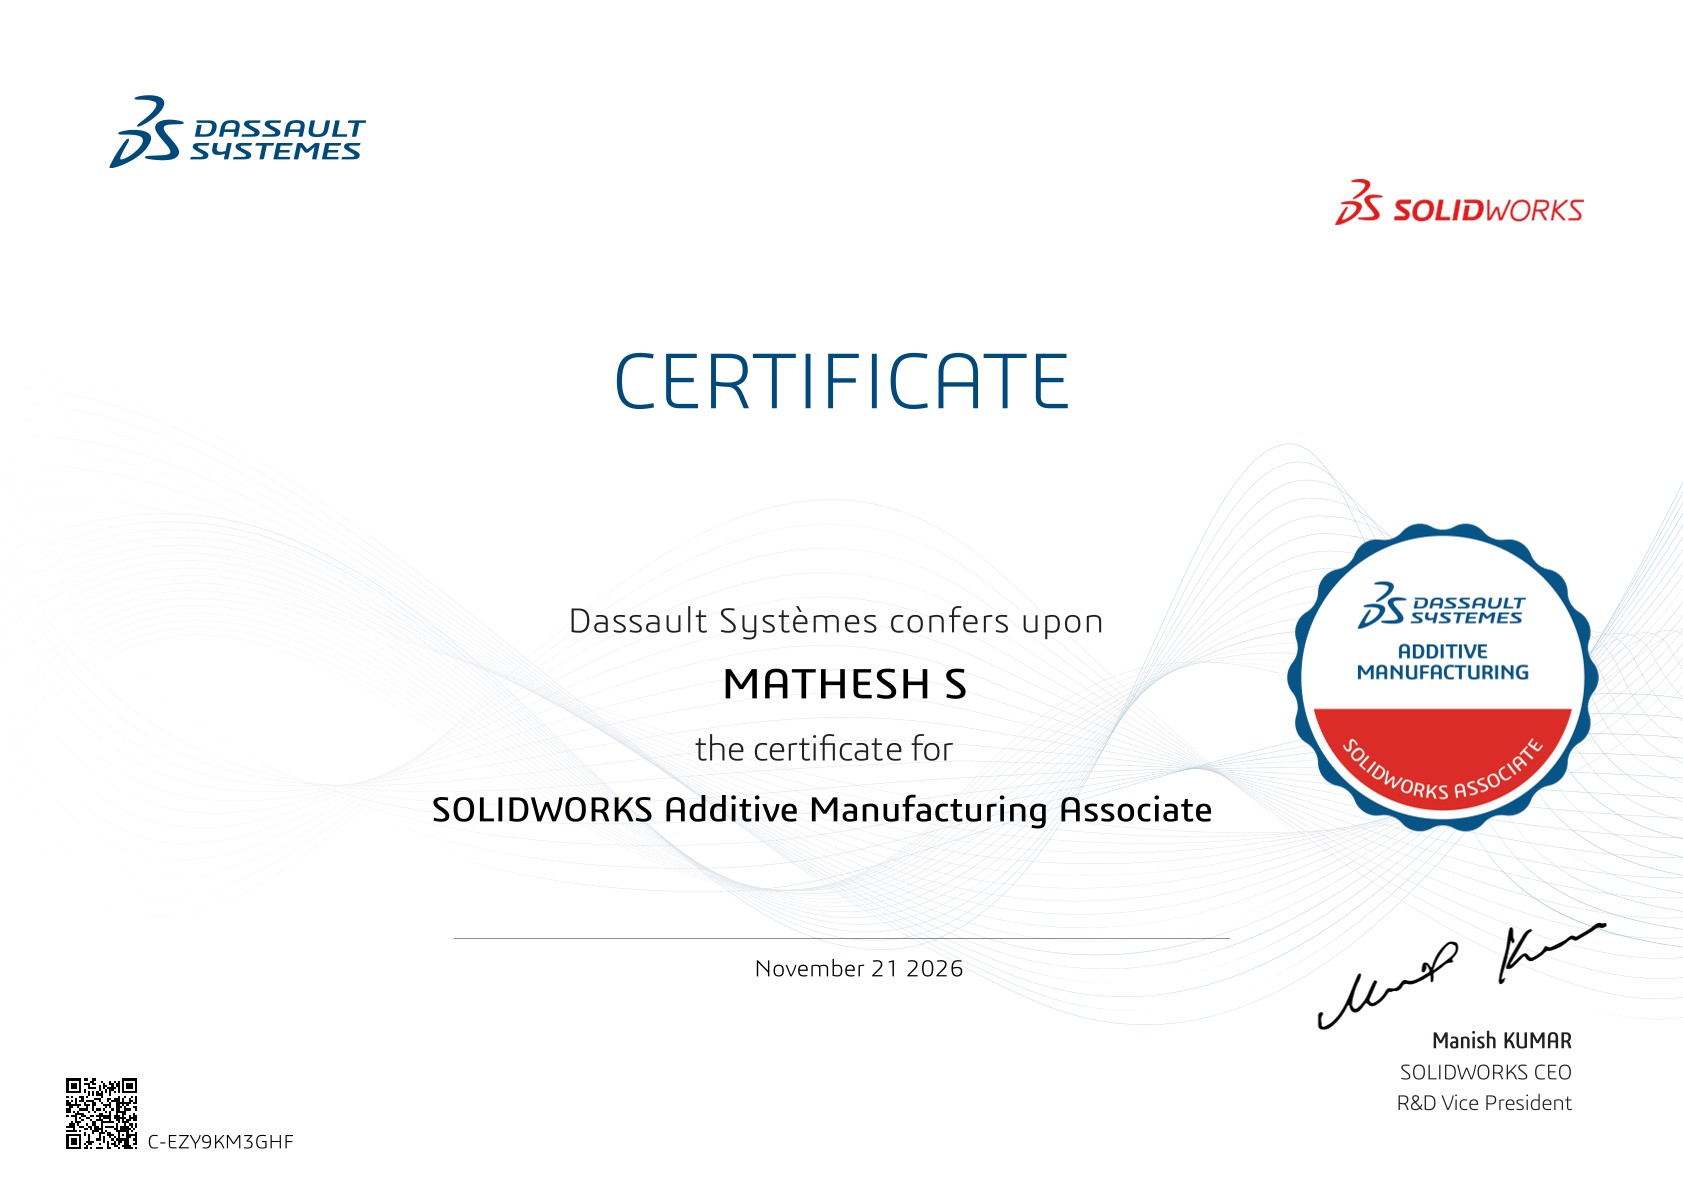 DASSAULT
SYSTEMES
SOLIDWORKS
CERTIFICATE
Dassault Systèmes confers upon
MATHESH S
the certificate for
SOLIDWORKS Additive Manufacturing Associate
DASSAULT
SYSTEMES
ADDITIVE
MANUFACTURING
SOLIDWORKS ASSOCIATE
November 21 2026
Manish KUMAR
SOLIDWORKS CEO
R&D Vice President
C-EZY9KM3GHF